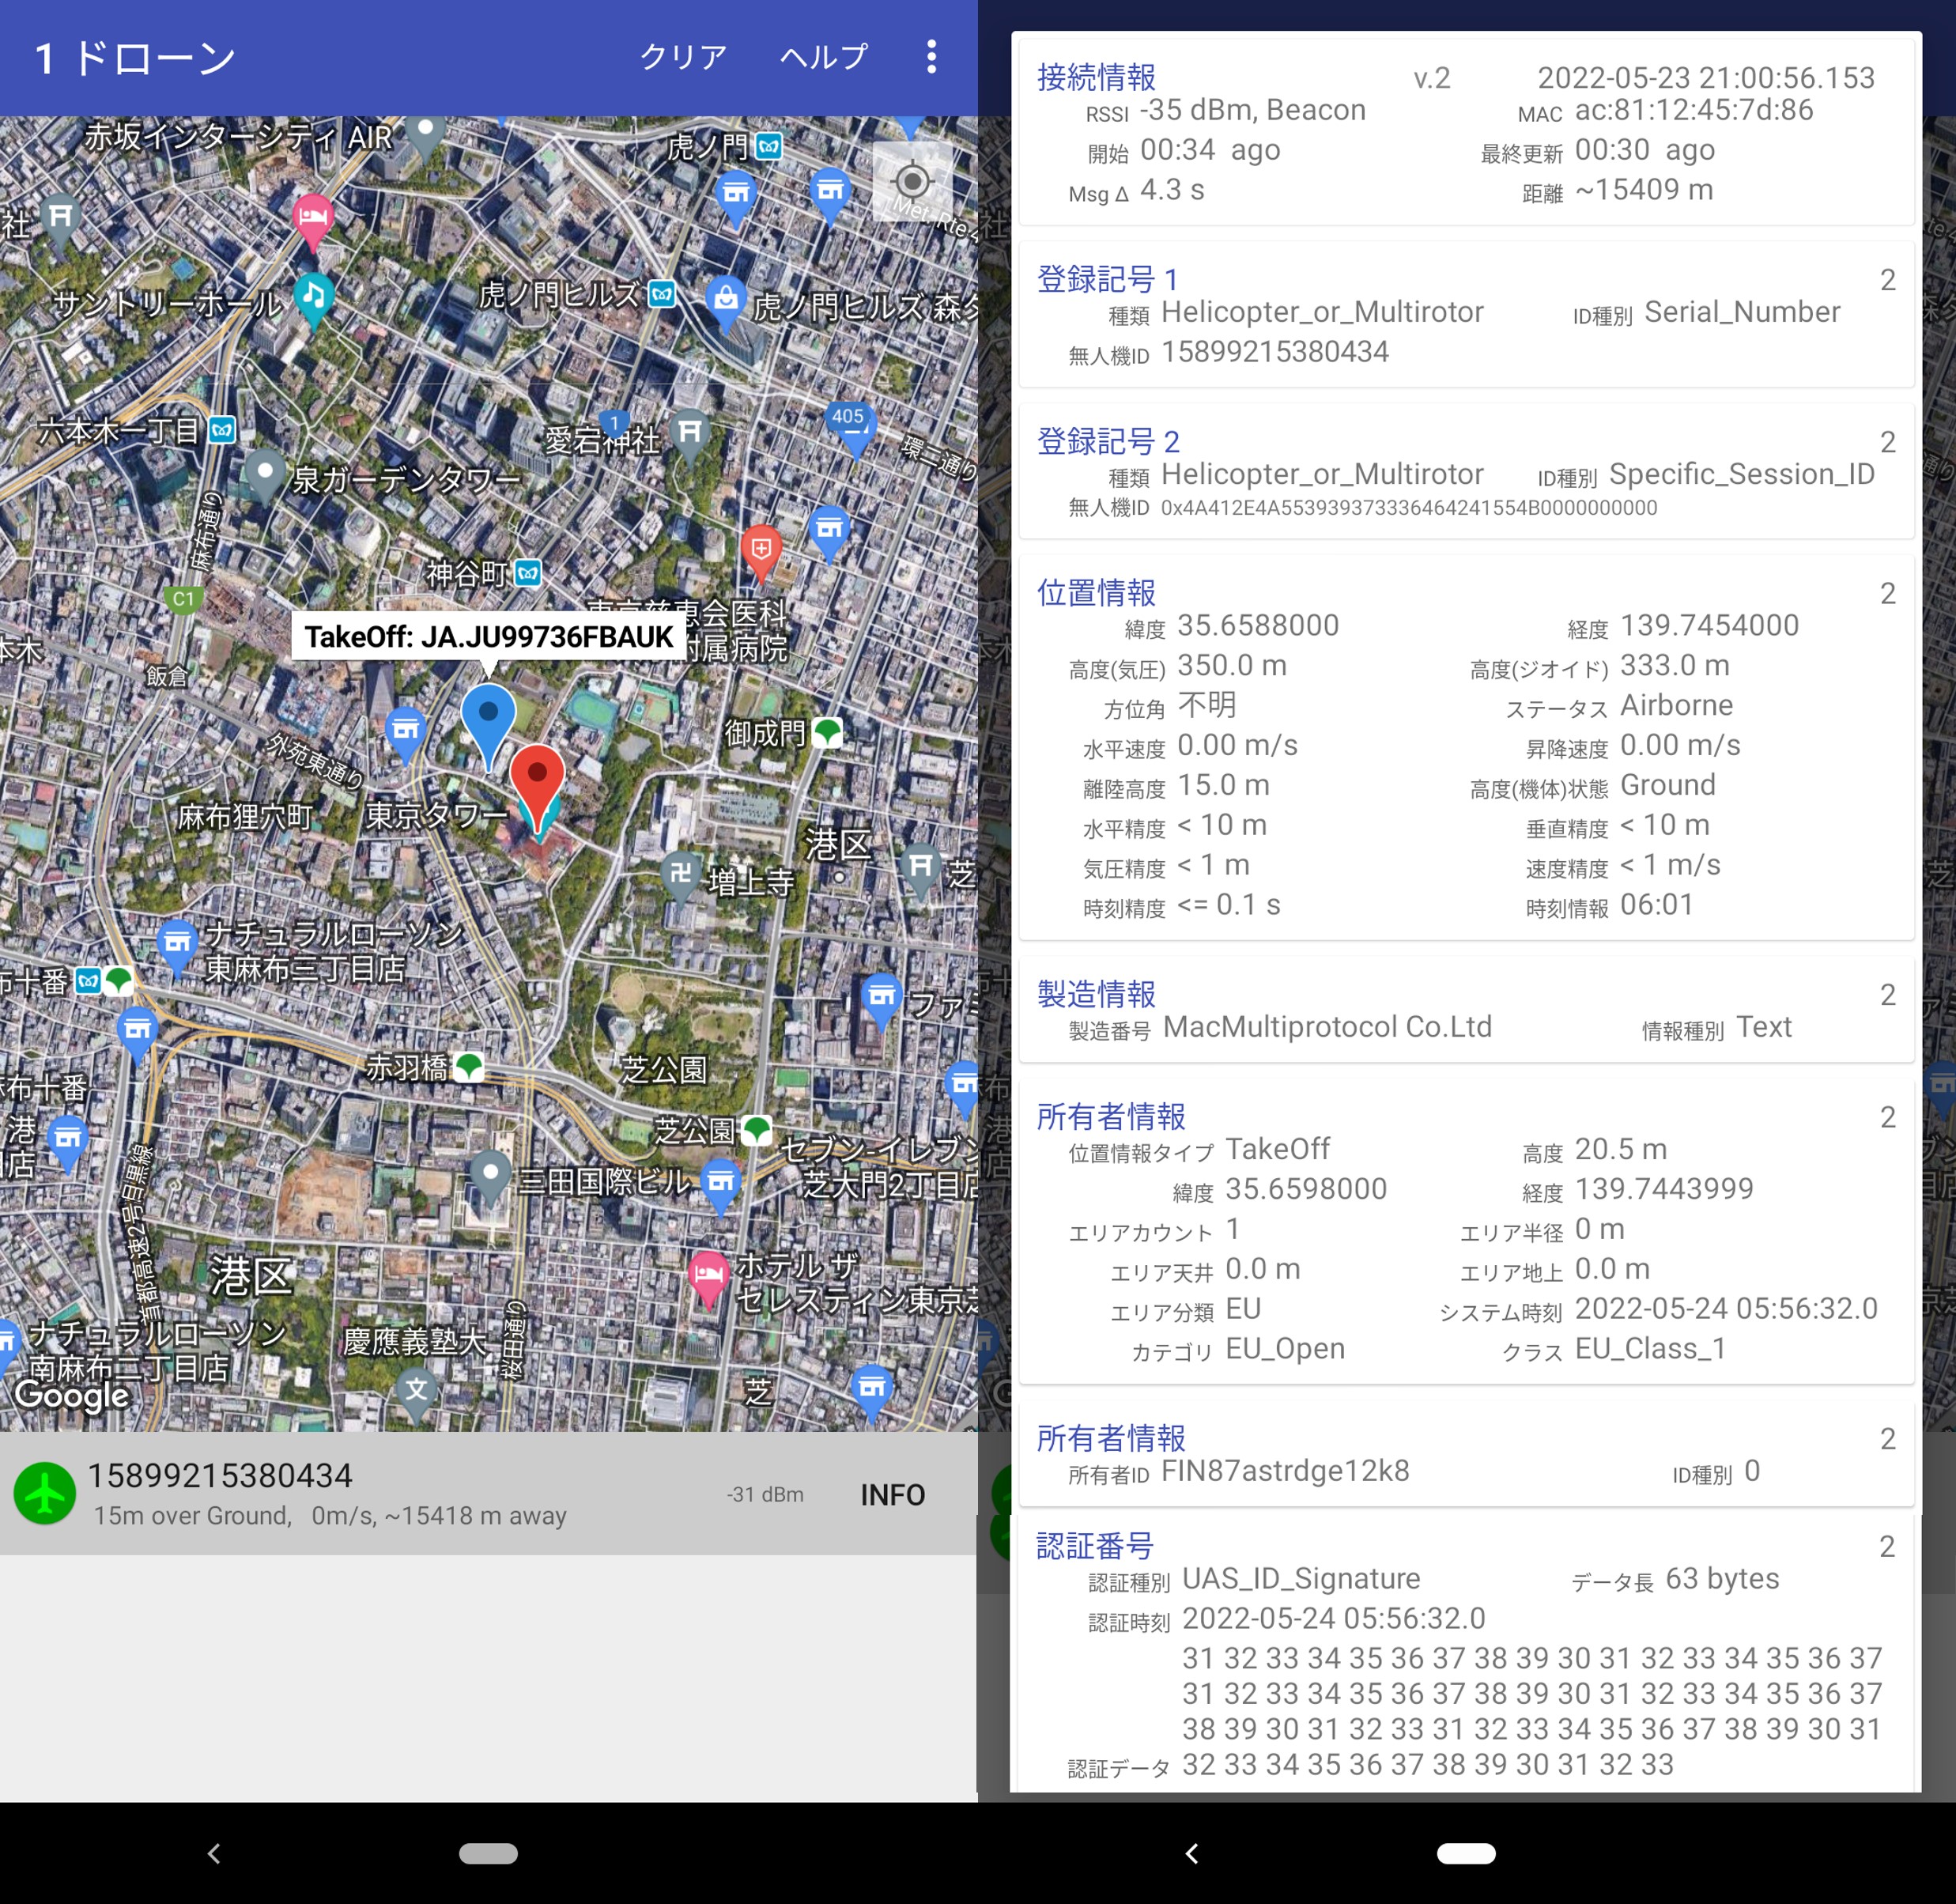 1 ドローン
クリア
ヘルプ
赤坂インターシティ AIR
虎ノ門
社
Met. Rte 4
サントリーホール
虎ノ門ヒルズ
虎ノ門ヒルズ 森タ
1
405
六本木一丁目
愛宕神社
環二通り
泉ガーデンタワー
麻布通り
神谷町
C1
東京慈恵会医科
附属病院
TakeOff: JA.JU99736FBAUK
本木
飯倉
外苑東通り
御成門
麻布狸穴町
東京タワー
港区
増上寺
芝
ナチュラルローソン
東麻布三丁目店
布十番
ファミ
赤羽橋
芝公園
麻布十番
港
店
芝公園
セブン-イレブン
芝大門2丁目店
三田国際ビル
首都高速2号目黒線
港区
ホテル ザ
セレスティン東京芝
ナチュラルローソン
南麻布二丁目店
慶應義塾大
桜田通り
芝
Google
15899215380434
15m over Ground, 0m/s, ~15418 m away
-31 dBm
INFO
接続情報 v.2 2022-05-23 21:00:56.153
RSSI -35 dBm, Beacon MAC ac:81:12:45:7d:86
開始 00:34 ago 最終更新 00:30 ago
Msg Δ 4.3 s 距離 ~15409 m
登録記号 1 2
種類 Helicopter_or_Multirotor ID種別 Serial_Number
無人機ID 15899215380434
登録記号 2 2
種類 Helicopter_or_Multirotor ID種別 Specific_Session_ID
無人機ID 0x4A412E4A553939373336464241554B0000000000
位置情報 2
緯度 35.6588000 経度 139.7454000
高度(気圧) 350.0 m 高度(ジオイド) 333.0 m
方位角 不明 ステータス Airborne
水平速度 0.00 m/s 昇降速度 0.00 m/s
離陸高度 15.0 m 高度(機体)状態 Ground
水平精度 < 10 m 垂直精度 < 10 m
気圧精度 < 1 m 速度精度 < 1 m/s
時刻精度 <= 0.1 s 時刻情報 06:01
製造情報 2
製造番号 MacMultiprotocol Co.Ltd 情報種別 Text
所有者情報 2
位置情報タイプ TakeOff 高度 20.5 m
緯度 35.6598000 経度 139.7443999
エリアカウント 1 エリア半径 0 m
エリア天井 0.0 m エリア地上 0.0 m
エリア分類 EU システム時刻 2022-05-24 05:56:32.0
カテゴリ EU_Open クラス EU_Class_1
所有者情報 2
所有者ID FIN87astrdge12k8 ID種別 0
認証番号 2
認証種別 UAS_ID_Signature データ長 63 bytes
認証時刻 2022-05-24 05:56:32.0
31 32 33 34 35 36 37 38 39 30 31 32 33 34 35 36 37
31 32 33 34 35 36 37 38 39 30 31 32 33 34 35 36 37
38 39 30 31 32 33 31 32 33 34 35 36 37 38 39 30 31
認証データ 32 33 34 35 36 37 38 39 30 31 32 33